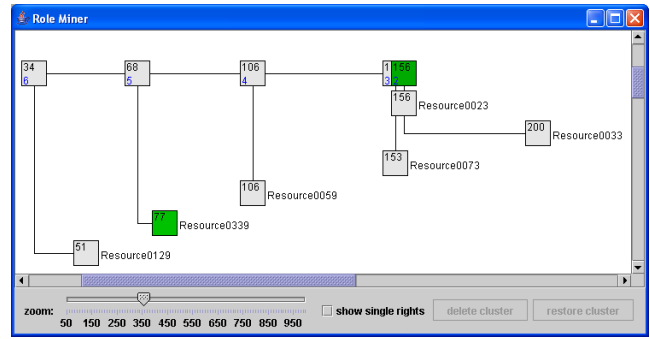 Role Miner
34 68 106 1 156
6 5 4 3 2
156 Resource0023
200 Resource0033
153 Resource0073
106 Resource0059
77 Resource0339
51 Resource0129
zoom: show single rights delete cluster restore cluster
50 150 250 350 450 550 650 750 850 950